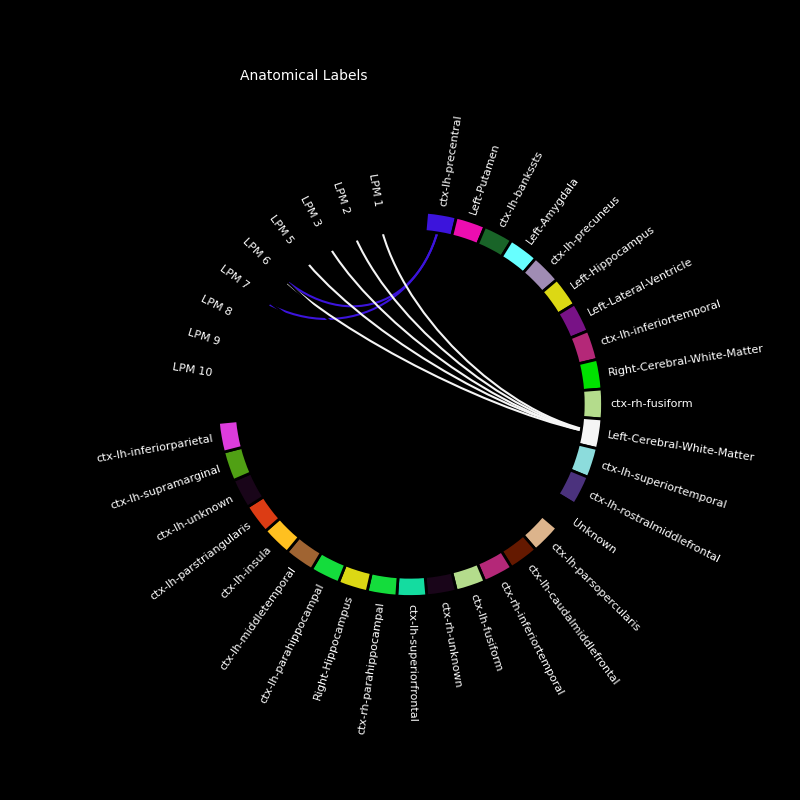 Anatomical Labels
ctx-lh-precentral
Left-Putamen
ctx-lh-bankssts
Left-Amygdala
ctx-lh-precuneus
Left-Hippocampus
Left-Lateral-Ventricle
ctx-lh-inferiortemporal
Right-Cerebral-White-Matter
ctx-rh-fusiform
Left-Cerebral-White-Matter
ctx-lh-superiortemporal
ctx-lh-rostralmiddlefrontal
Unknown
ctx-lh-parsopercularis
ctx-lh-caudalmiddlefrontal
ctx-rh-inferiortemporal
ctx-lh-fusiform
ctx-rh-unknown
ctx-lh-superiorfrontal
ctx-rh-parahippocampal
Right-Hippocampus
ctx-lh-parahippocampal
ctx-lh-middletemporal
ctx-lh-insula
ctx-lh-parstriangularis
ctx-lh-unknown
ctx-lh-supramarginal
ctx-lh-inferiorparietal
LPM 10
LPM 9
LPM 8
LPM 7
LPM 6
LPM 5
LPM 3
LPM 2
LPM 1